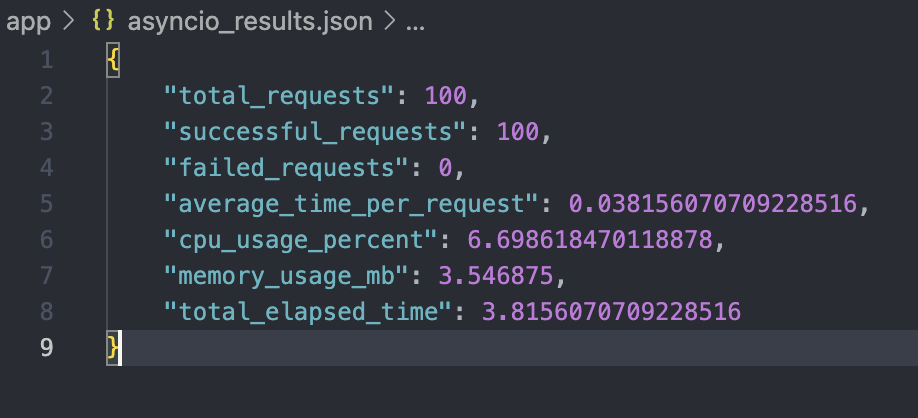 app > {} asyncio_results.json > ...
1 {
2 "total_requests": 100,
3 "successful_requests": 100,
4 "failed_requests": 0,
5 "average_time_per_request": 0.038156070709228516,
6 "cpu_usage_percent": 6.698618470118878,
7 "memory_usage_mb": 3.546875,
8 "total_elapsed_time": 3.8156070709228516
9 }